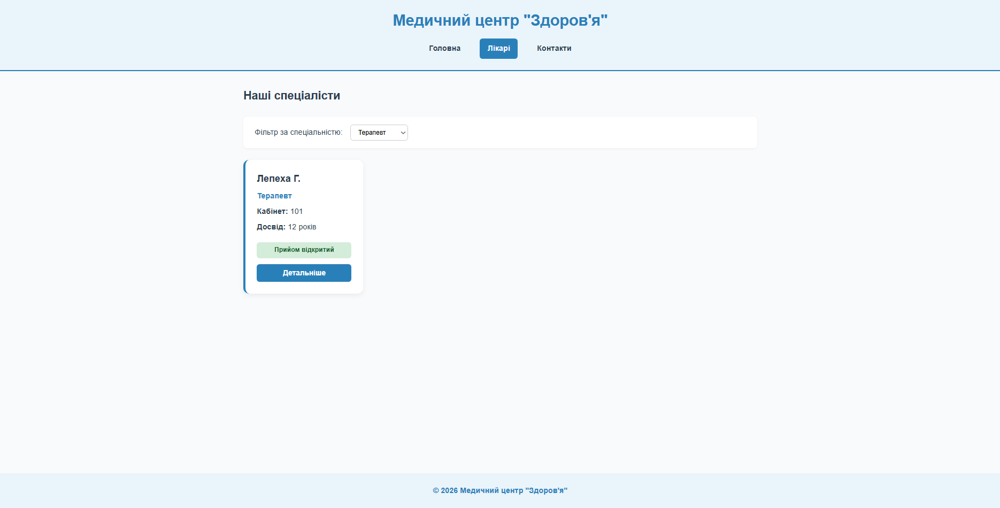 Медичний центр "Здоров'я"
Головна Лікарі Контакти
Наші спеціалісти
Фільтр за спеціальністю: Терапевт
Лепеха Г.
Терапевт
Кабінет: 101
Досвід: 12 років
Прийом відкритий
Детальніше
© 2026 Медичний центр "Здоров'я"